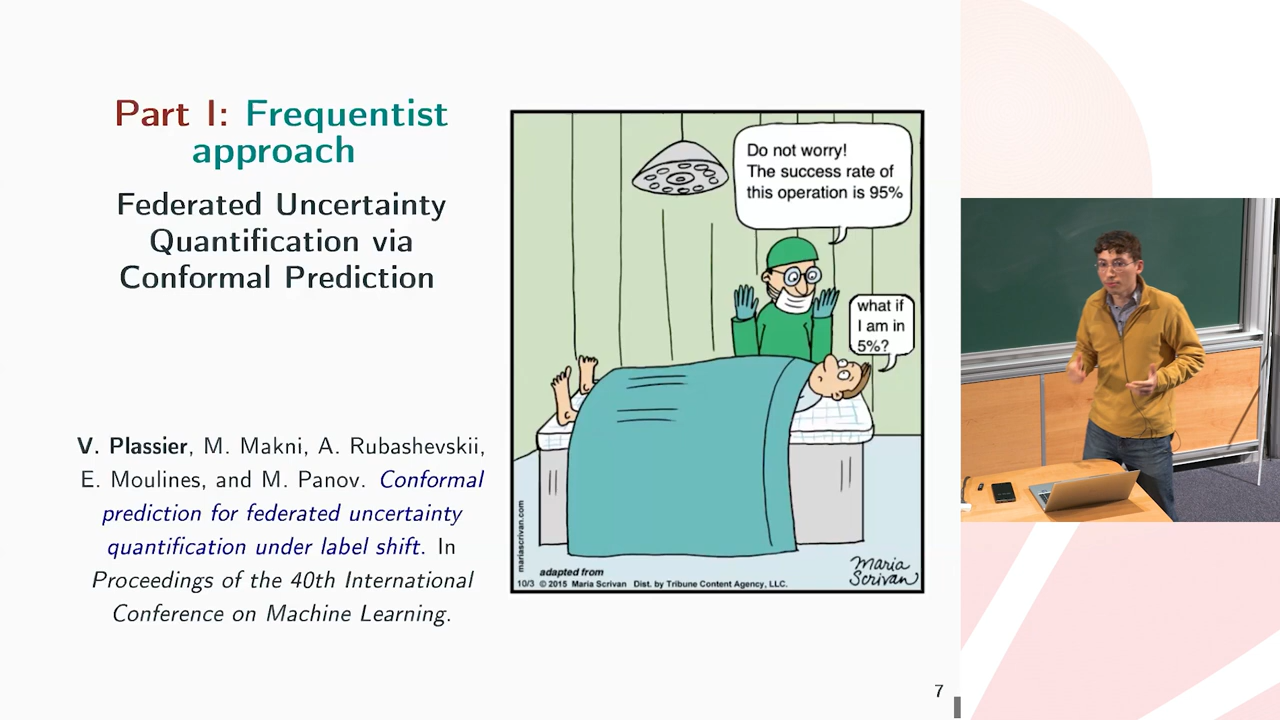 Part I: Frequentist
approach
Federated Uncertainty
Quantification via
Conformal Prediction
V. Plassier, M. Makni, A. Rubashevskii,
E. Moulines, and M. Panov. Conformal
prediction for federated uncertainty
quantification under label shift. In
Proceedings of the 40th International
Conference on Machine Learning.
Do not worry!
The success rate of
this operation is 95%
what if
I am in
5%?
mariascrivan.com
adapted from
10/3 © 2015 Maria Scrivan Dist. by Tribune Content Agency, LLC.
Maria
Scrivan
7